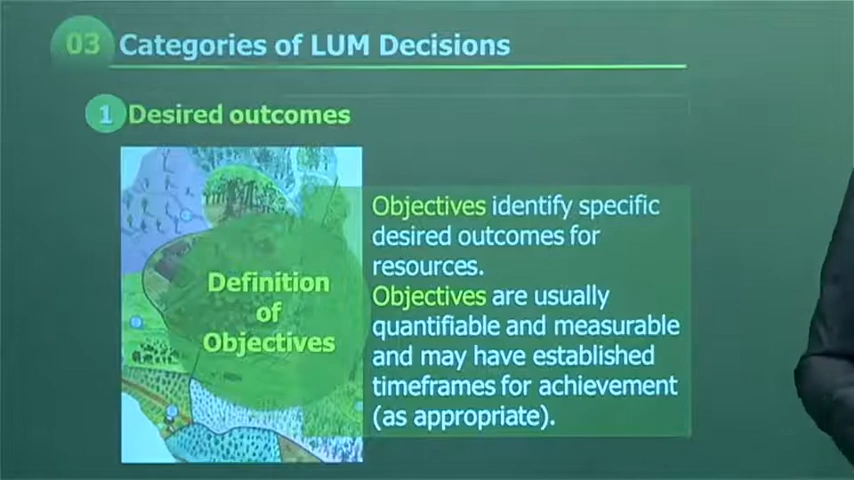 03 Categories of LUM Decisions
1 Desired outcomes
Definition
of
Objectives
Objectives identify specific
desired outcomes for
resources.
Objectives are usually
quantifiable and measurable
and may have established
timeframes for achievement
(as appropriate).